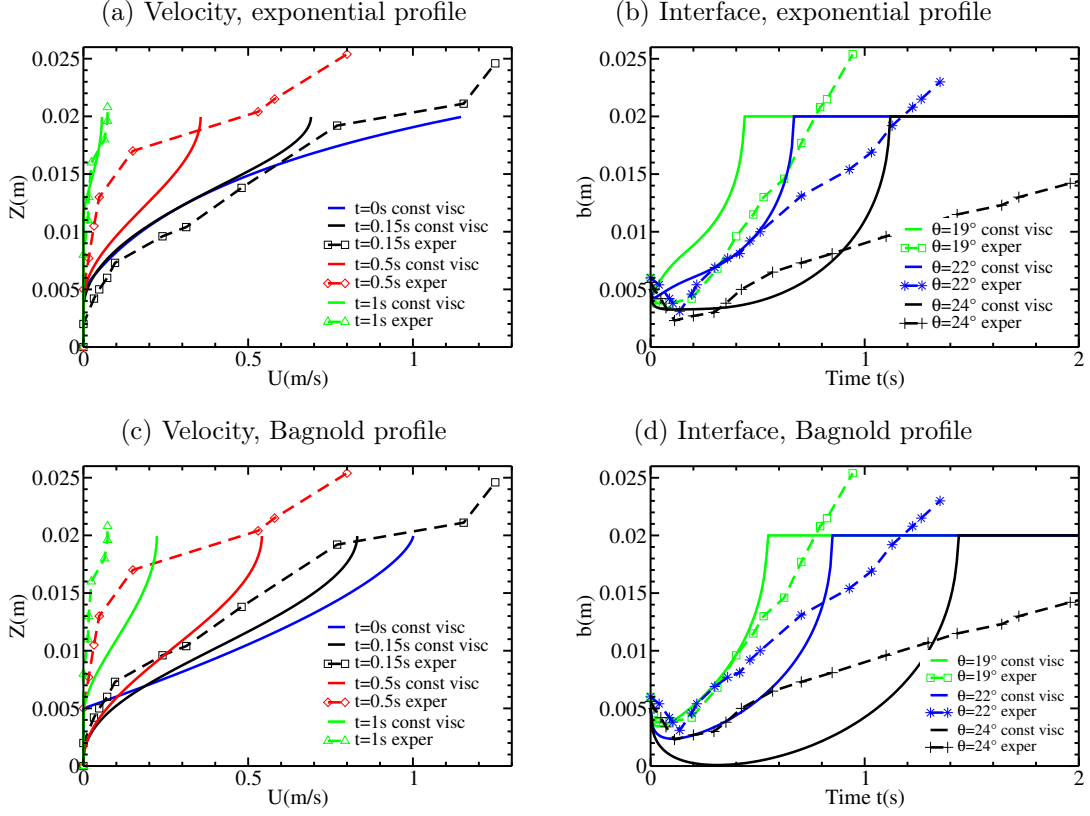 (a) Velocity, exponential profile
0.025
0.02
0.015
0.01
0.005
0
Z(m)
t=0s const visc
t=0.15s const visc
t=0.15s exper
t=0.5s const visc
t=0.5s exper
t=1s const visc
t=1s exper
0 0.5 1
U(m/s)
(b) Interface, exponential profile
0.025
0.02
0.015
0.01
0.005
0
b(m)
θ=19° const visc
θ=19° exper
θ=22° const visc
θ=22° exper
θ=24° const visc
θ=24° exper
0 1 2
Time t(s)
(c) Velocity, Bagnold profile
0.025
0.02
0.015
0.01
0.005
0
Z(m)
t=0s const visc
t=0.15s const visc
t=0.15s exper
t=0.5s const visc
t=0.5s exper
t=1s const visc
t=1s exper
0 0.5 1
U(m/s)
(d) Interface, Bagnold profile
0.025
0.02
0.015
0.01
0.005
0
b(m)
θ=19° const visc
θ=19° exper
θ=22° const visc
θ=22° exper
θ=24° const visc
θ=24° exper
0 1 2
Time t(s)